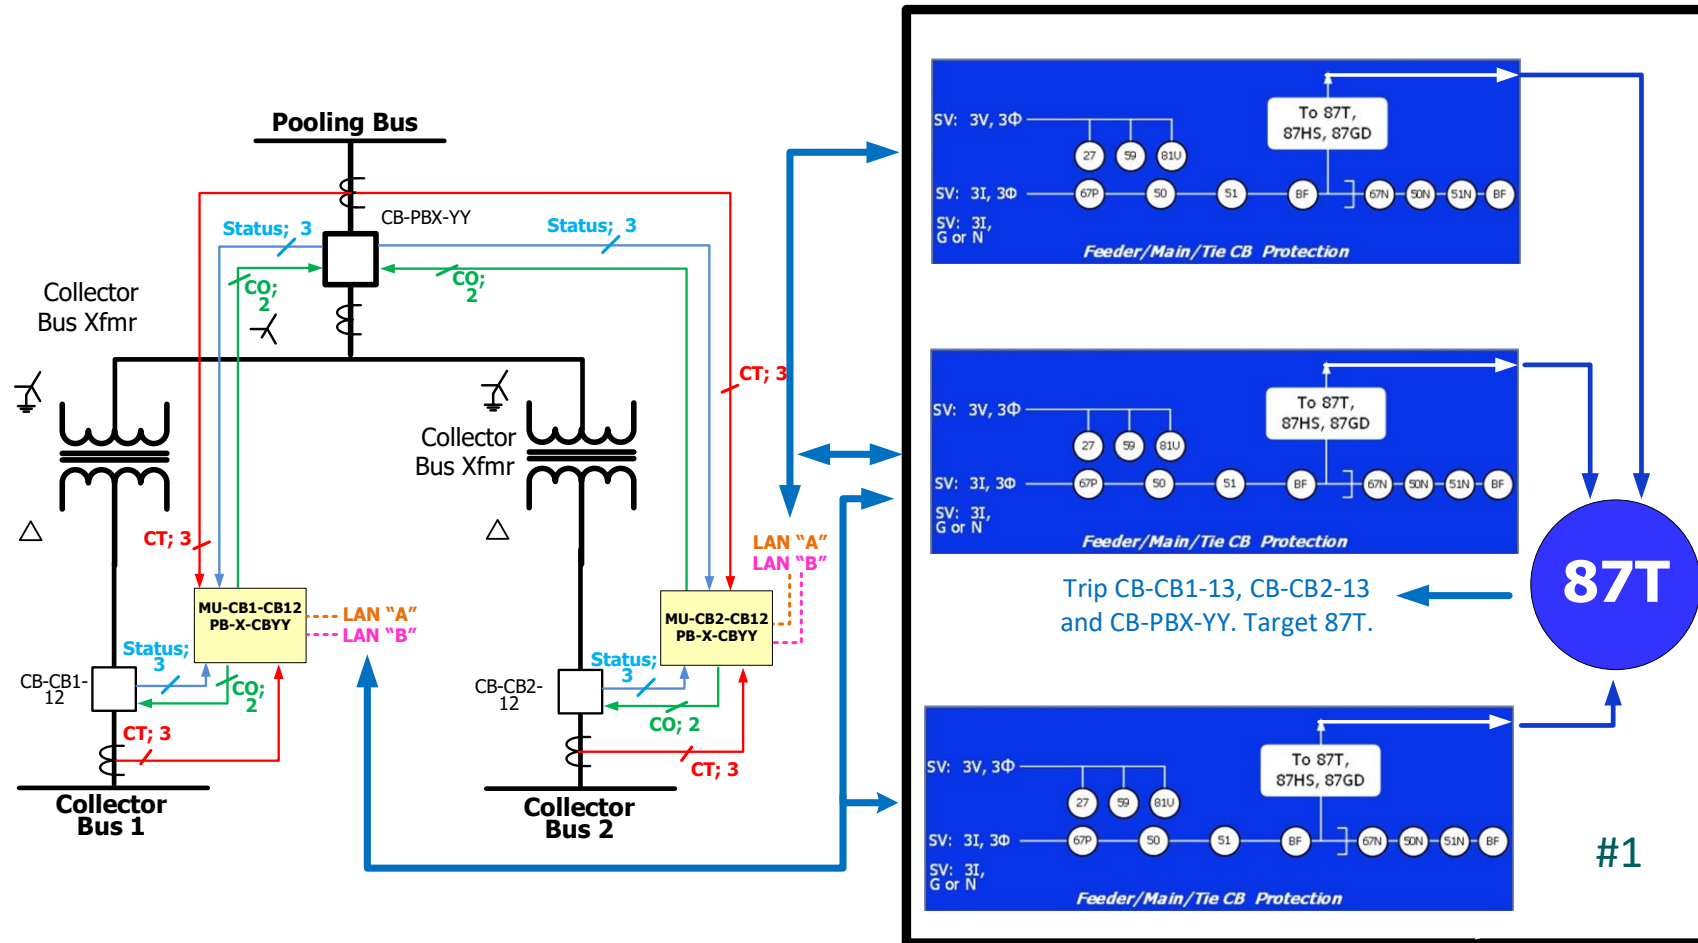 Pooling Bus
CB-PBX-YY
Status; 3
Status; 3
CO;
2
CO;
2
Collector
Bus Xfmr
CT; 3
Collector
Bus Xfmr
CT; 3
LAN "A"
LAN "B"
MU-CB1-CB12
PB-X-CBYY
LAN "A"
LAN "B"
MU-CB2-CB12
PB-X-CBYY
Status;
3
Status;
3
CB-CB1-
12
CO;
2
CB-CB2-
12
CO; 2
CT; 3
CT; 3
Collector
Bus 1
Collector
Bus 2
SV: 3V, 3Φ
To 87T,
87HS, 87GD
27 59 81U
SV: 3I, 3Φ
67P 50 51 BF 67N 50N 51N BF
SV: 3I,
G or N
Feeder/Main/Tie CB Protection
SV: 3V, 3Φ
To 87T,
87HS, 87GD
27 59 81U
SV: 3I, 3Φ
67P 50 51 BF 67N 50N 51N BF
SV: 3I,
G or N
Feeder/Main/Tie CB Protection
87T
Trip CB-CB1-13, CB-CB2-13
and CB-PBX-YY. Target 87T.
SV: 3V, 3Φ
To 87T,
87HS, 87GD
27 59 81U
SV: 3I, 3Φ
67P 50 51 BF 67N 50N 51N BF
SV: 3I,
G or N
Feeder/Main/Tie CB Protection
#1